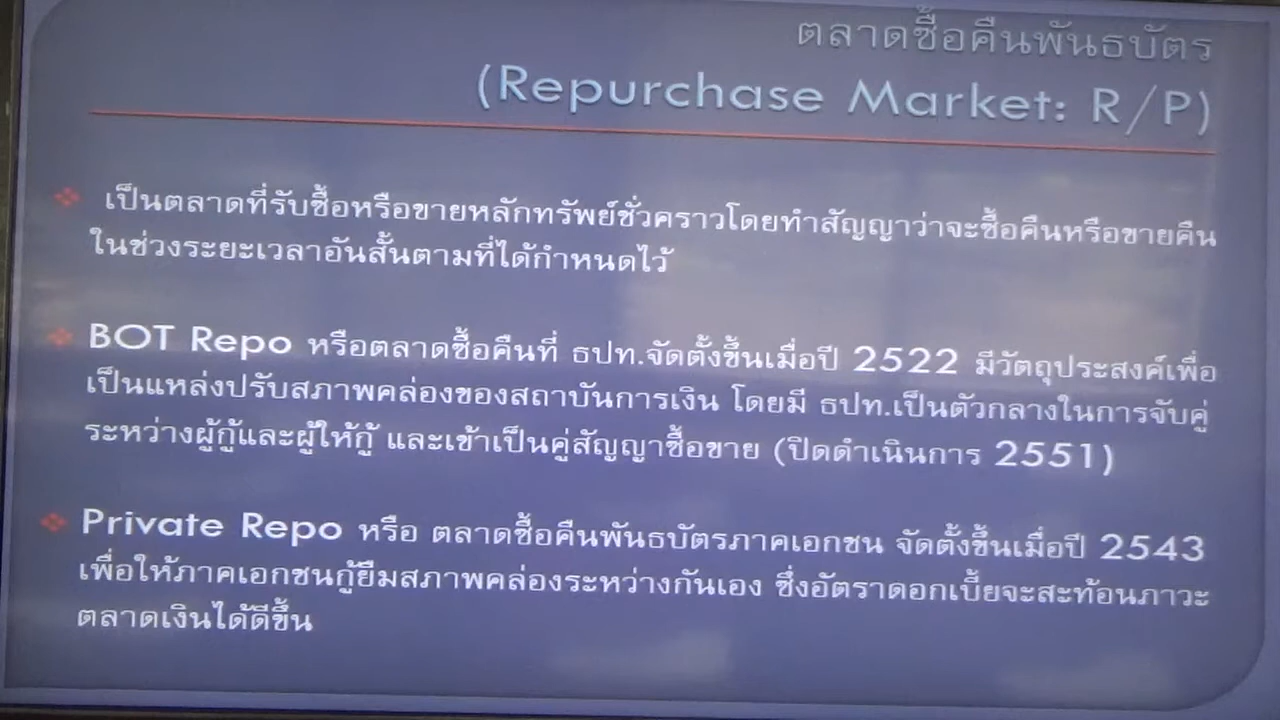 ตลาดซื้อคืนพันธบัตร
(Repurchase Market: R/P)
เป็นตลาดที่รับซื้อหรือขายหลักทรัพย์ชั่วคราวโดยทำสัญญาว่าจะซื้อคืนหรือขายคืน
ในช่วงระยะเวลาอันสั้นตามที่ได้กำหนดไว้
BOT Repo หรือตลาดซื้อคืนที่ ธปท.จัดตั้งขึ้นเมื่อปี 2522 มีวัตถุประสงค์เพื่อ
เป็นแหล่งปรับสภาพคล่องของสถาบันการเงิน โดยมี ธปท.เป็นตัวกลางในการจับคู่
ระหว่างผู้กู้และผู้ให้กู้ และเข้าเป็นคู่สัญญาซื้อขาย (ปิดดำเนินการ 2551)
Private Repo หรือ ตลาดซื้อคืนพันธบัตรภาคเอกชน จัดตั้งขึ้นเมื่อปี 2543
เพื่อให้ภาคเอกชนกู้ยืมสภาพคล่องระหว่างกันเอง ซึ่งอัตราดอกเบี้ยจะสะท้อนภาวะ
ตลาดเงินได้ดีขึ้น